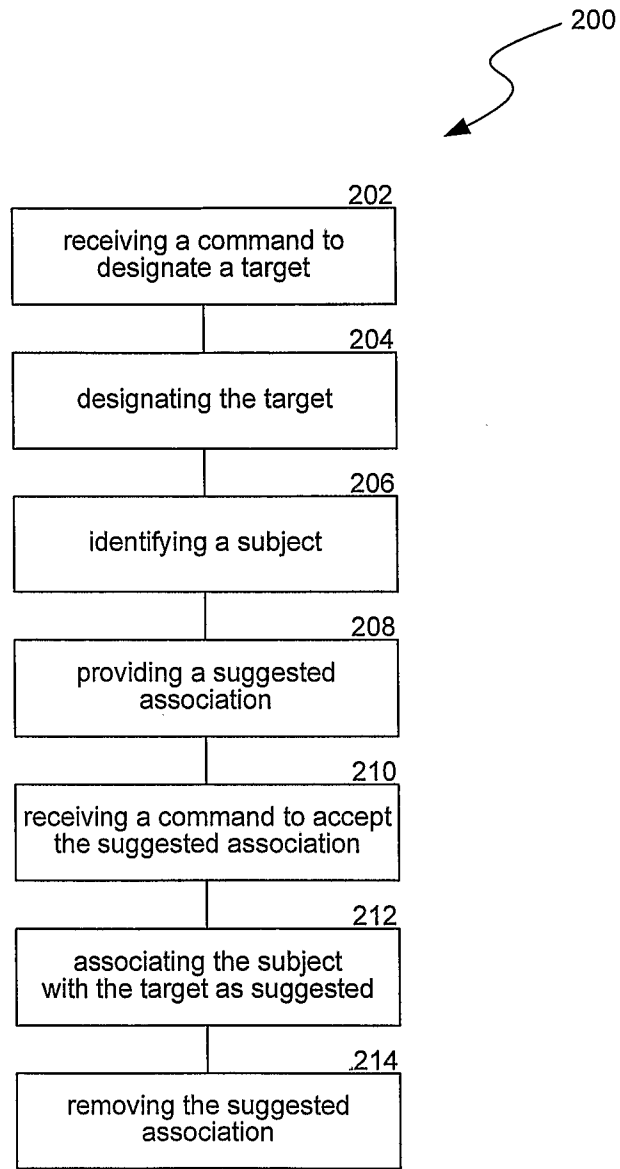 200
202
receiving a command to
designate a target
204
designating the target
206
identifying a subject
208
providing a suggested
association
210
receiving a command to accept
the suggested association
212
associating the subject
with the target as suggested
214
removing the suggested
association